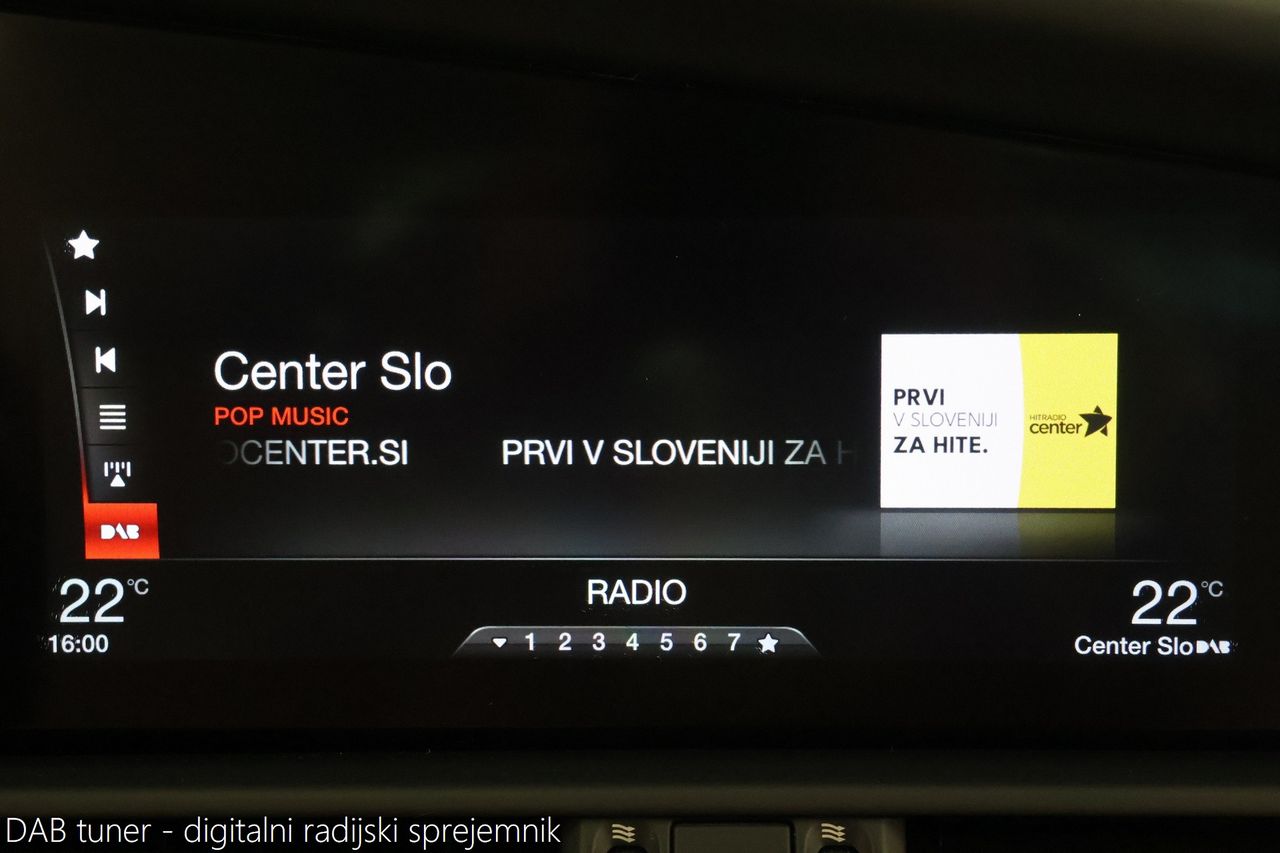 Center Slo
POP MUSIC
OCENTER.SI PRVI V SLOVENIJI ZA H
PRVI
V SLOVENIJI
ZA HITE.
HITRADIO
center
DAB
22°C
RADIO
22°C
16:00
1 2 3 4 5 6 7
Center Slo DAB
DAB tuner - digitalni radijski sprejemnik